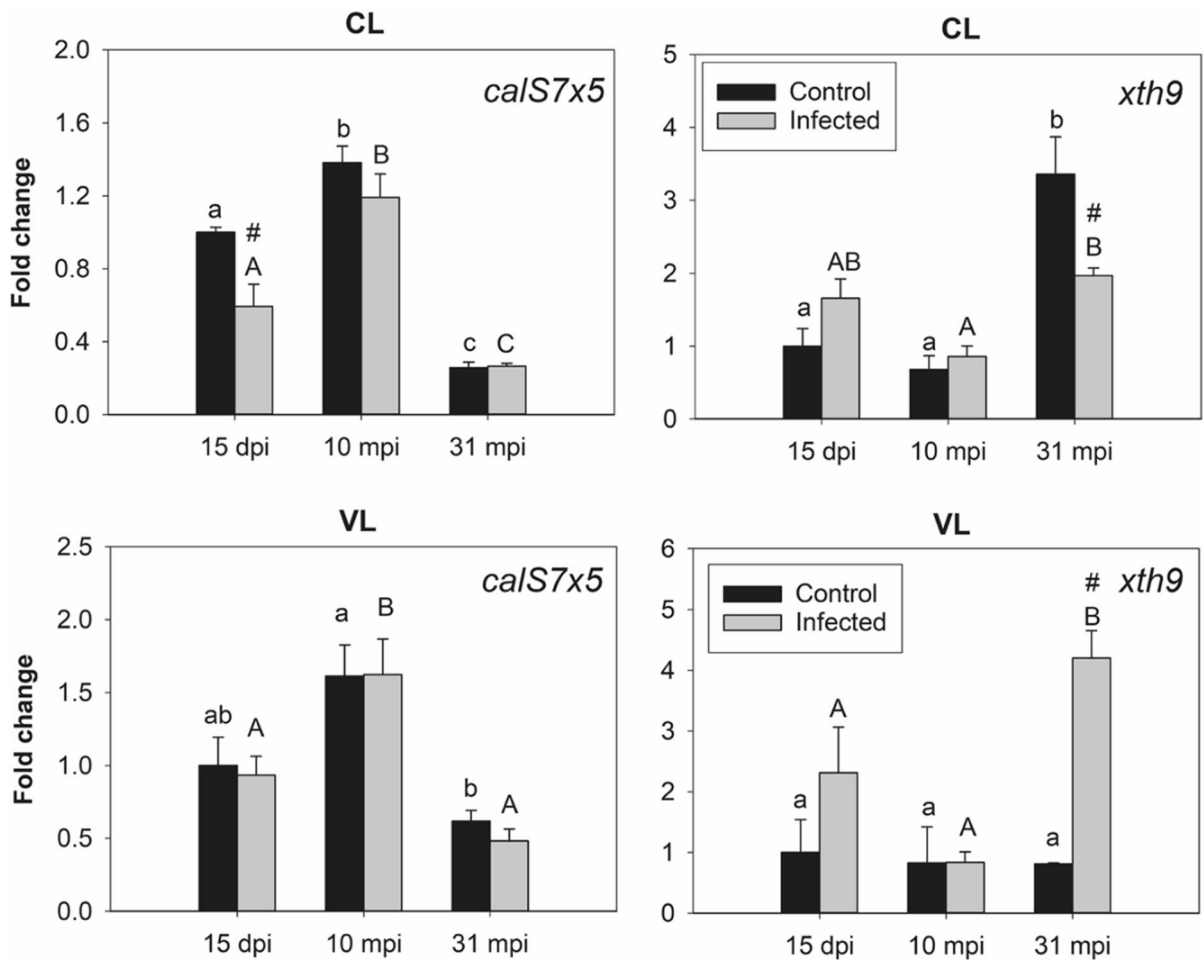 CL
calS7x5
2.0
1.6
1.2
0.8
0.4
0.0
Fold change
a
#
A
b
B
c
C
15 dpi 10 mpi 31 mpi
CL
xth9
Control
Infected
5
4
3
2
1
0
a
AB
a
A
b
#
B
15 dpi 10 mpi 31 mpi
VL
calS7x5
2.5
2.0
1.5
1.0
0.5
0.0
Fold change
ab
A
a
B
b
A
15 dpi 10 mpi 31 mpi
VL
xth9
Control
Infected
6
5
4
3
2
1
0
a
A
a
A
a
#
B
15 dpi 10 mpi 31 mpi